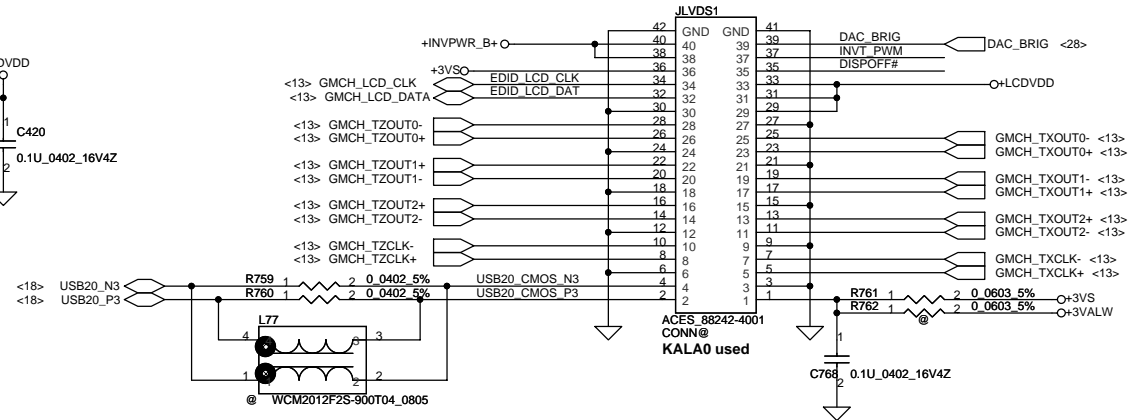 JLVDS1
42 GND GND 41
+INVPWR_B+ 40 40 39 39 DAC_BRIG DAC_BRIG <28>
38 38 37 37 INVT_PWM
+3VS 36 36 35 35 DISPOFF#
<13> GMCH_LCD_CLK EDID_LCD_CLK 34 34 33 33 +LCDVDD
<13> GMCH_LCD_DATA EDID_LCD_DAT 32 32 31 31
30 30 29 29
<13> GMCH_TZOUT0- 28 28 27 27
<13> GMCH_TZOUT0+ 26 26 25 25 GMCH_TXOUT0- <13>
24 24 23 23 GMCH_TXOUT0+ <13>
<13> GMCH_TZOUT1+ 22 22 21 21
<13> GMCH_TZOUT1- 20 20 19 19 GMCH_TXOUT1- <13>
18 18 17 17 GMCH_TXOUT1+ <13>
<13> GMCH_TZOUT2+ 16 16 15 15
<13> GMCH_TZOUT2- 14 14 13 13 GMCH_TXOUT2+ <13>
12 12 11 11 GMCH_TXOUT2- <13>
<13> GMCH_TZCLK- 10 10 9 9
<13> GMCH_TZCLK+ 8 8 7 7 GMCH_TXCLK- <13>
6 6 5 5 GMCH_TXCLK+ <13>
<18> USB20_N3 R759 1 2 0_0402_5% USB20_CMOS_N3 4 4 3 3
<18> USB20_P3 R760 1 2 0_0402_5% USB20_CMOS_P3 2 2 1 1
R761 1 2 0_0603_5% +3VS
R762 1 2 0_0603_5% +3VALW
@
ACES_88242-4001
CONN@
KALA0 used
L77
4 3 3
1 2 2
@ WCM2012F2S-900T04_0805
1
C768 0.1U_0402_16V4Z
2
1
C420
0.1U_0402_16V4Z
2